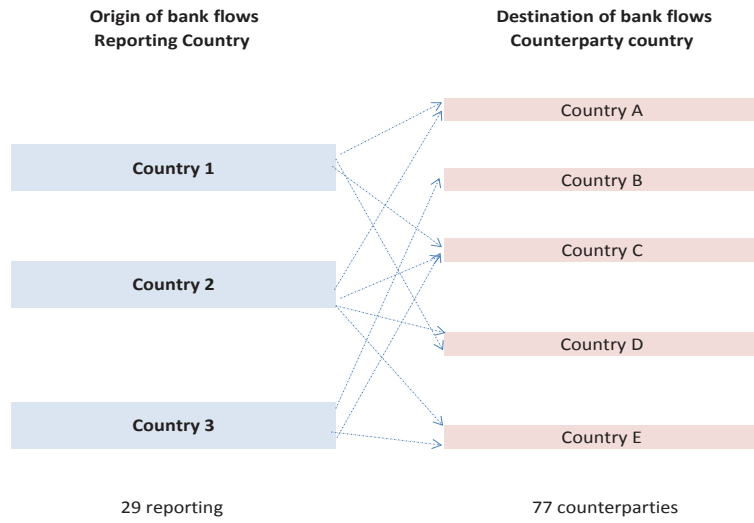 Origin of bank flows
Reporting Country
Destination of bank flows
Counterparty country
Country A
Country 1
Country B
Country C
Country 2
Country D
Country 3
Country E
29 reporting
77 counterparties